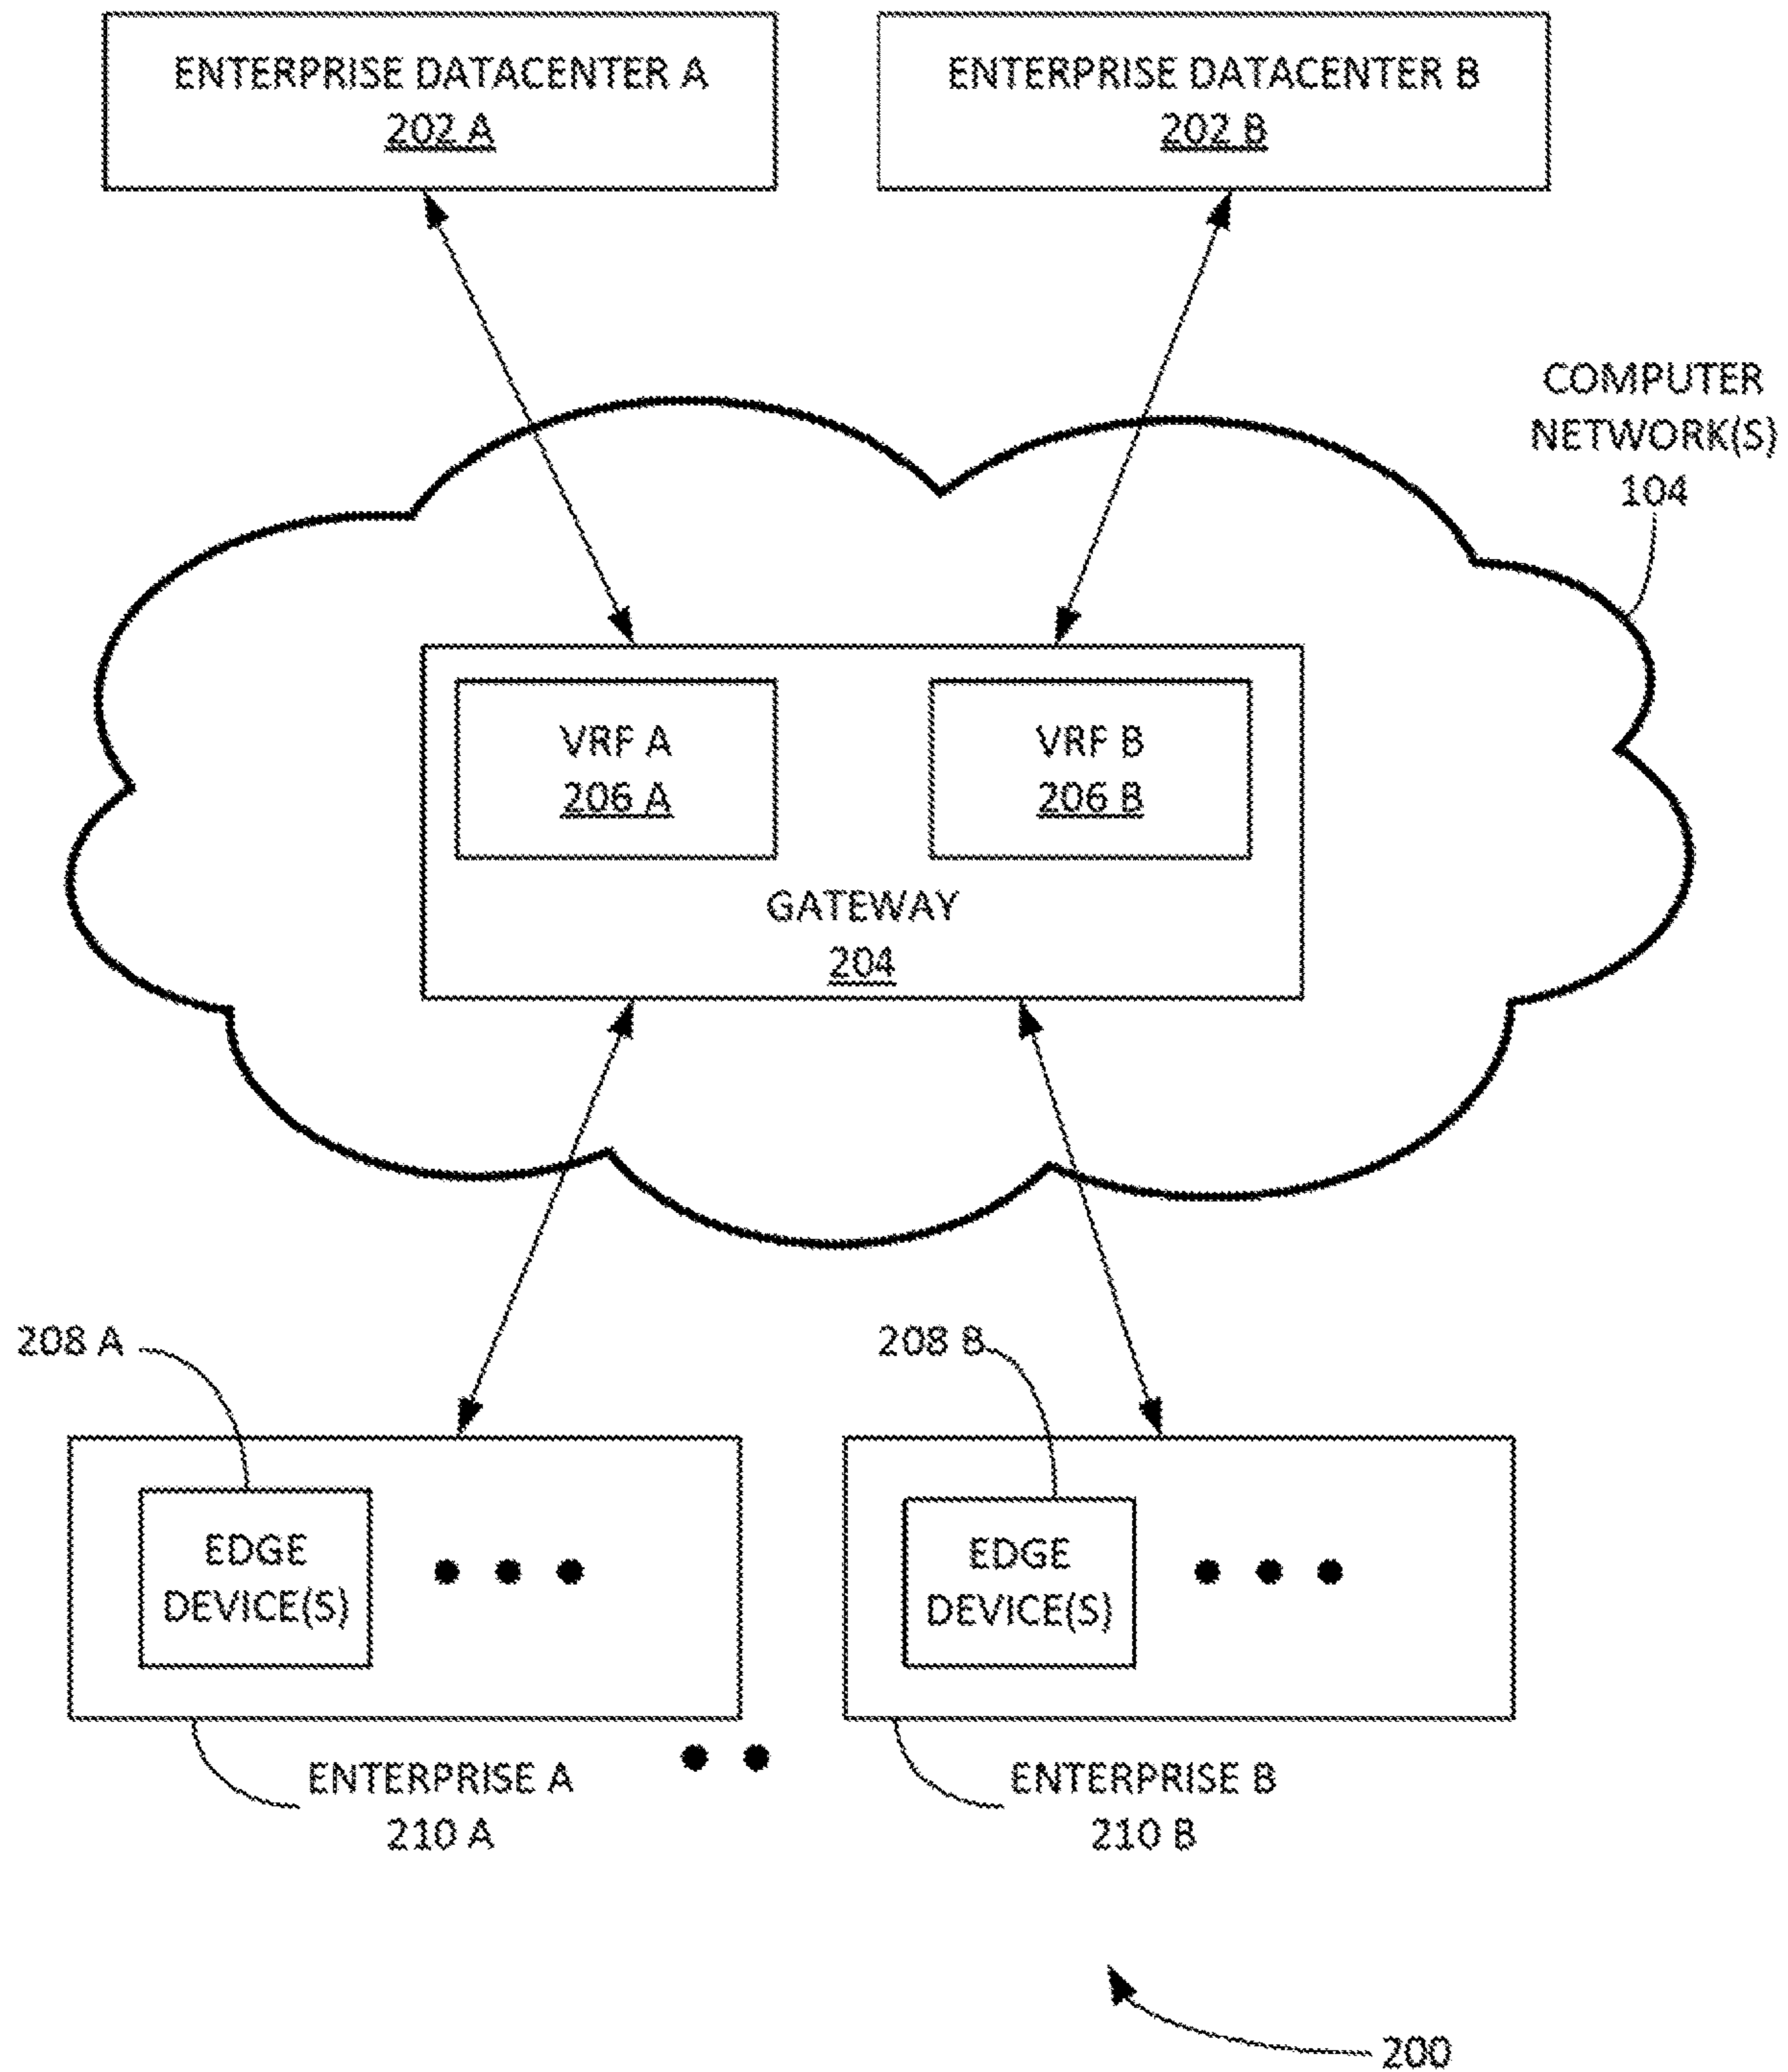 ENTERPRISE DATACENTER A
202 A
ENTERPRISE DATACENTER B
202 B
COMPUTER
NETWORK(S)
104
VRF A
206 A
VRF B
206 B
GATEWAY
204
208 A
208 B
EDGE
DEVICE(S)
EDGE
DEVICE(S)
ENTERPRISE A
210 A
ENTERPRISE B
210 B
200